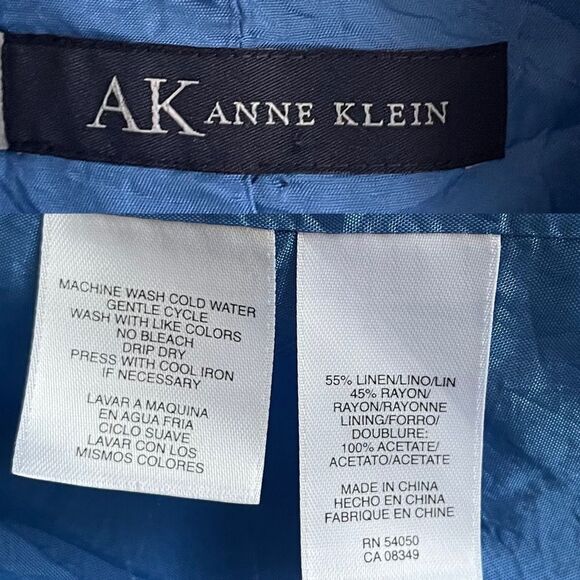 AK ANNE KLEIN
MACHINE WASH COLD WATER
GENTLE CYCLE
WASH WITH LIKE COLORS
NO BLEACH
DRIP DRY
PRESS WITH COOL IRON
IF NECESSARY
LAVAR A MAQUINA
EN AGUA FRIA
CICLO SUAVE
LAVAR CON LOS
MISMOS COLORES
55% LINEN/LINO/LIN
45% RAYON/
RAYON/RAYONNE
LINING/FORRO/
DOUBLURE:
100% ACETATE/
ACETATO/ACETATE
MADE IN CHINA
HECHO EN CHINA
FABRIQUE EN CHINE
RN 54050
CA 08349